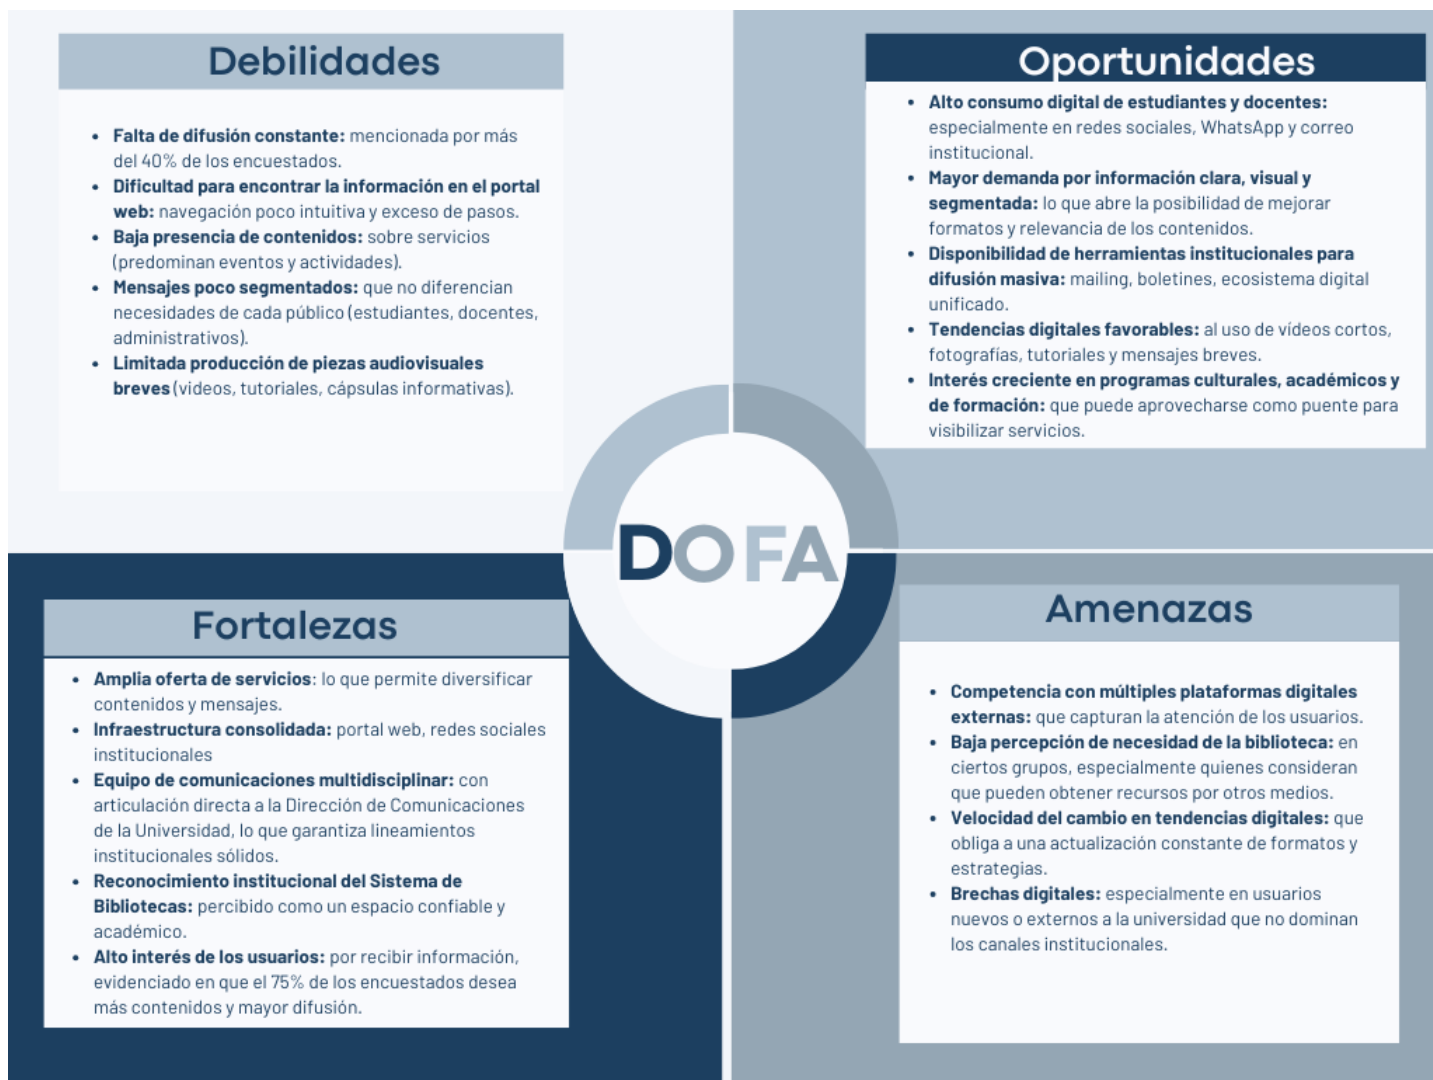 Debilidades
• Falta de difusión constante: mencionada por más
del 40% de los encuestados.
• Dificultad para encontrar la información en el portal
web: navegación poco intuitiva y exceso de pasos.
• Baja presencia de contenidos: sobre servicios
(predominan eventos y actividades).
• Mensajes poco segmentados: que no diferencian
necesidades de cada público (estudiantes, docentes,
administrativos).
• Limitada producción de piezas audiovisuales
breves (videos, tutoriales, cápsulas informativas).
Oportunidades
• Alto consumo digital de estudiantes y docentes:
especialmente en redes sociales, WhatsApp y correo
institucional.
• Mayor demanda por información clara, visual y
segmentada: lo que abre la posibilidad de mejorar
formatos y relevancia de los contenidos.
• Disponibilidad de herramientas institucionales para
difusión masiva: mailing, boletines, ecosistema digital
unificado.
• Tendencias digitales favorables: al uso de vídeos cortos,
fotografías, tutoriales y mensajes breves.
• Interés creciente en programas culturales, académicos y
de formación: que puede aprovecharse como puente para
visibilizar servicios.
DOFA
Fortalezas
• Amplia oferta de servicios: lo que permite diversificar
contenidos y mensajes.
• Infraestructura consolidada: portal web, redes sociales
institucionales
• Equipo de comunicaciones multidisciplinar: con
articulación directa a la Dirección de Comunicaciones
de la Universidad, lo que garantiza lineamientos
institucionales sólidos.
• Reconocimiento institucional del Sistema de
Bibliotecas: percibido como un espacio confiable y
académico.
• Alto interés de los usuarios: por recibir información,
evidenciado en que el 75% de los encuestados desea
más contenidos y mayor difusión.
Amenazas
• Competencia con múltiples plataformas digitales
externas: que capturan la atención de los usuarios.
• Baja percepción de necesidad de la biblioteca: en
ciertos grupos, especialmente quienes consideran
que pueden obtener recursos por otros medios.
• Velocidad del cambio en tendencias digitales: que
obliga a una actualización constante de formatos y
estrategias.
• Brechas digitales: especialmente en usuarios
nuevos o externos a la universidad que no dominan
los canales institucionales.